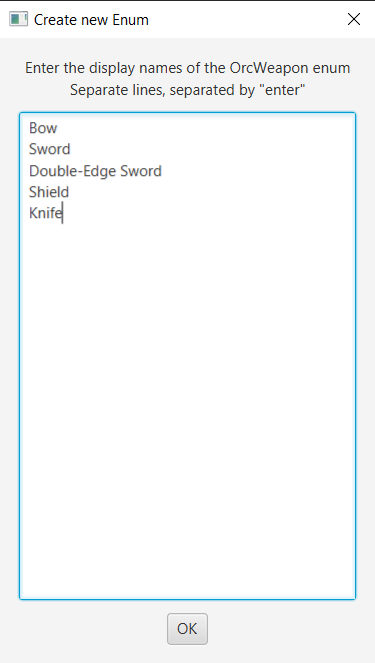 Create new Enum
Enter the display names of the OrcWeapon enum
Separate lines, separated by "enter"
Bow
Sword
Double-Edge Sword
Shield
Knife
OK